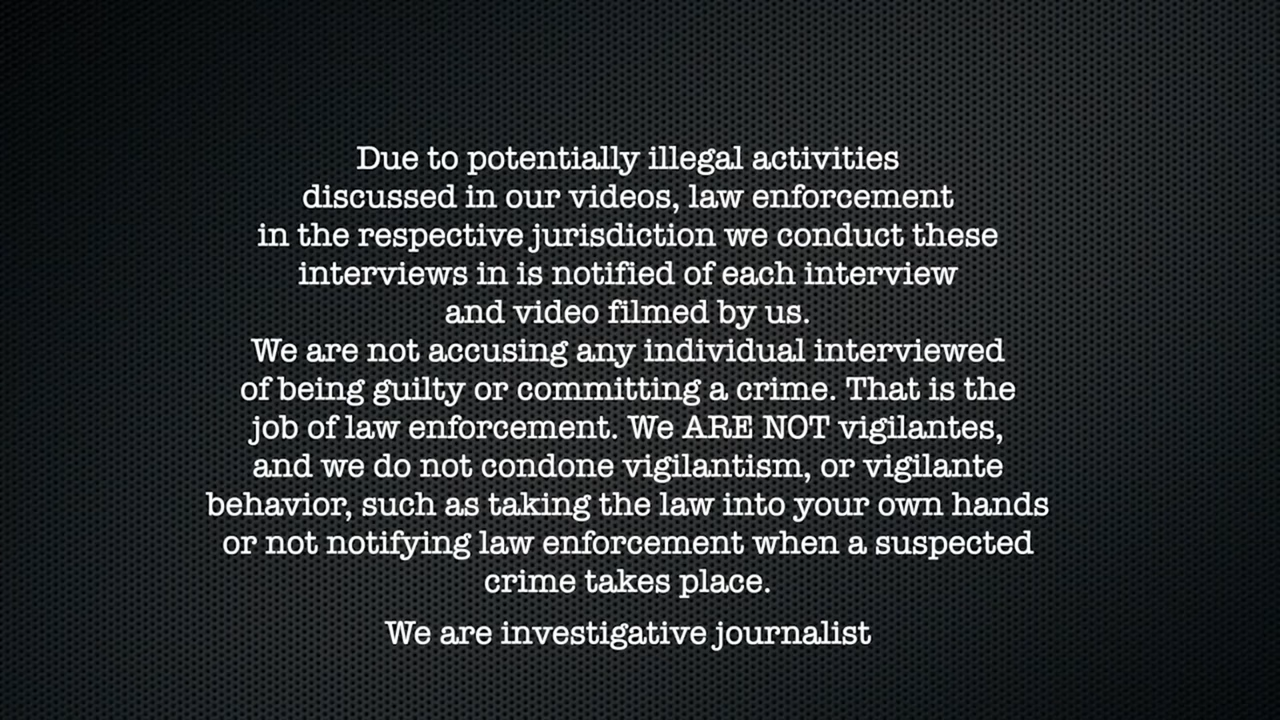 Due to potentially illegal activities
discussed in our videos, law enforcement
in the respective jurisdiction we conduct these
interviews in is notified of each interview
and video filmed by us.
We are not accusing any individual interviewed
of being guilty or committing a crime. That is the
job of law enforcement. We ARE NOT vigilantes,
and we do not condone vigilantism, or vigilante
behavior, such as taking the law into your own hands
or not notifying law enforcement when a suspected
crime takes place.
We are investigative journalist